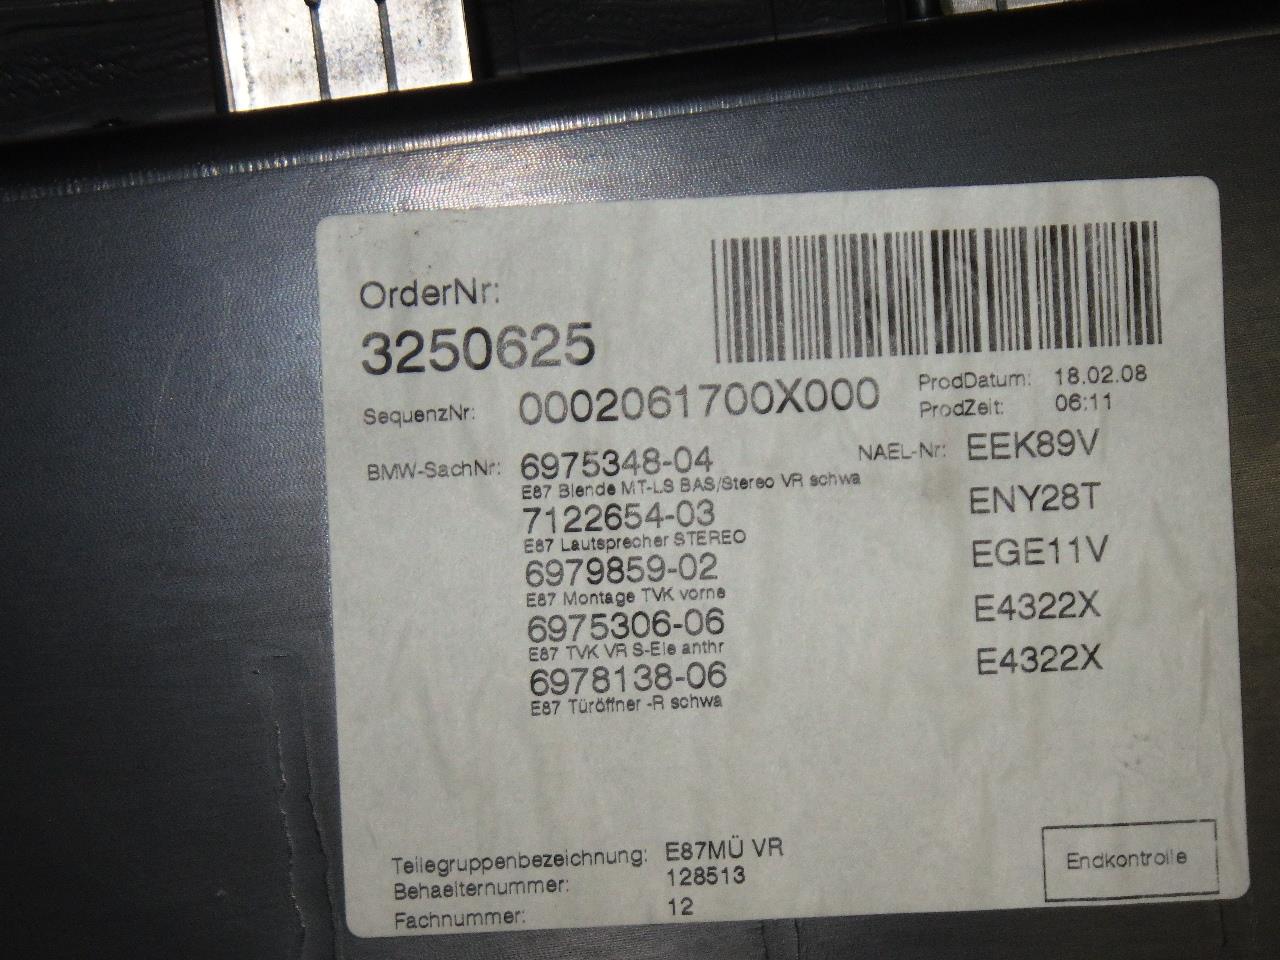 OrderNr:
3250625
SequenzNr: 0002061700X000 ProdDatum: 18.02.08
ProdZeit: 06:11
BMW-SachNr: 6975348-04 NAEL-Nr: EEK89V
E87 Blende MT-LS BAS/Stereo VR schwa
7122654-03 ENY28T
E87 Lautsprecher STEREO
6979859-02 EGE11V
E87 Montage TVK vorne
6975306-06 E4322X
E87 TVK VR S-Ele anthr
6978138-06 E4322X
E87 Türöffner -R schwa
Teilegruppenbezeichnung: E87MÜ VR
Behaelternummer: 128513
Fachnummer: 12
Endkontrolle